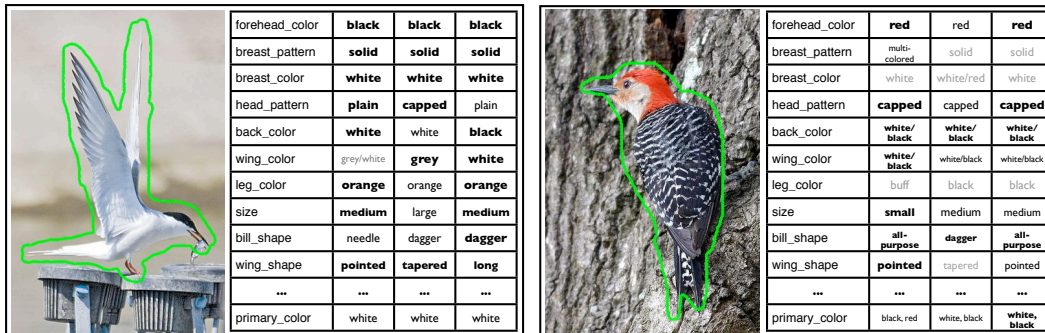 forehead_color black black black
breast_pattern solid solid solid
breast_color white white white
head_pattern plain capped plain
back_color white white black
wing_color grey/white grey white
leg_color orange orange orange
size medium large medium
bill_shape needle dagger dagger
wing_shape pointed tapered long
... ... ... ...
primary_color white white white
forehead_color red red red
breast_pattern multi-
colored solid solid
breast_color white white/red white
head_pattern capped capped capped
back_color white/
black white/
black white/
black
wing_color white/
black white/black white/black
leg_color buff black black
size small medium medium
bill_shape all-
purpose dagger all-
purpose
wing_shape pointed tapered pointed
... ... ... ...
primary_color black, red white, black white,
black